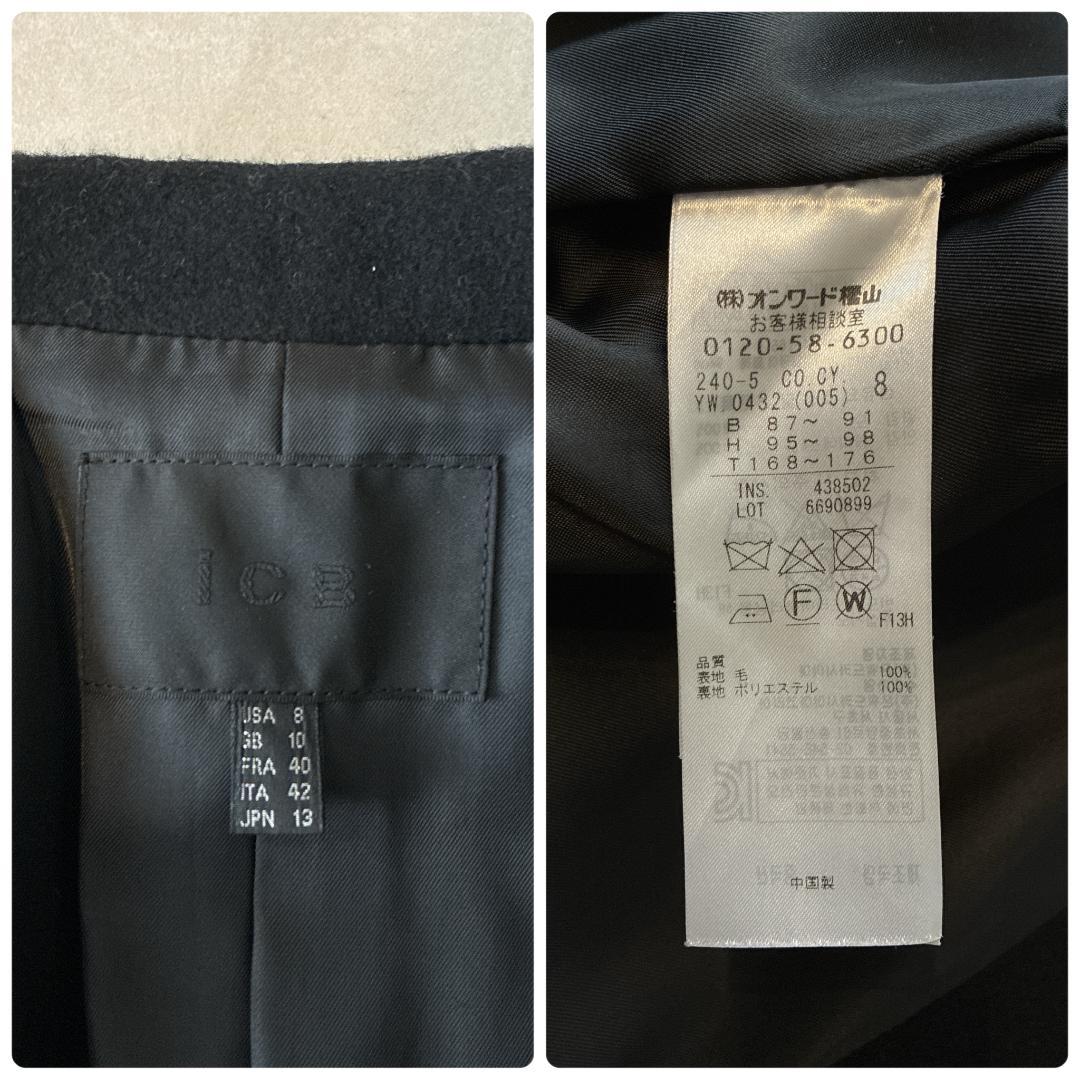 ICB
USA 8
GB 10
FRA 40
ITA 42
JPN 13
㈱オンワード樫山
お客様相談室
0120-58-6300
240-5 CO.CY. 8
YW 0432 (005)
B 87～ 91
H 95～ 98
T 168～176
INS. 438502
LOT 6690899
F W F13H
品質
表地 毛 100%
裏地 ポリエステル 100%
中国製